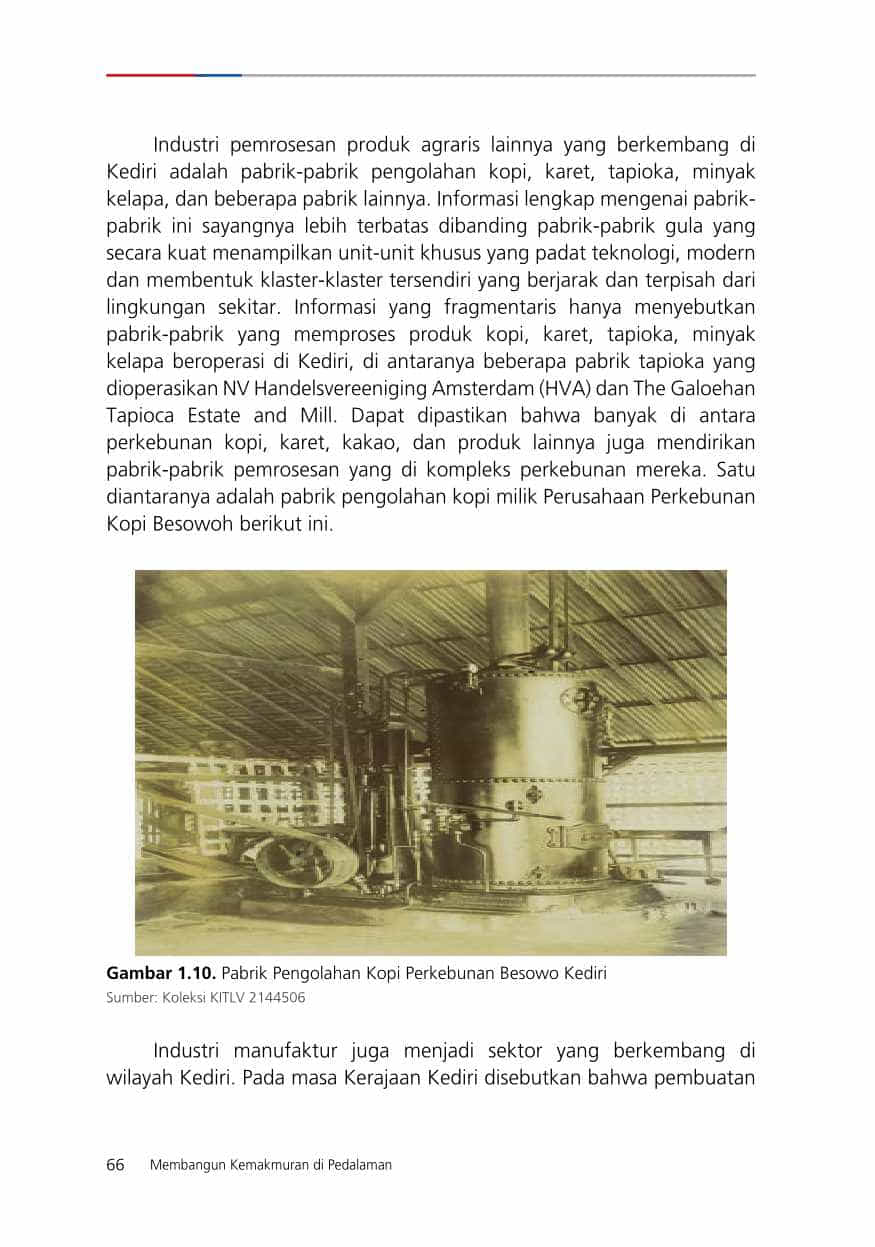 Industri pemrosesan produk agraris lainnya yang berkembang di
Kediri adalah pabrik-pabrik pengolahan kopi, karet, tapioka, minyak
kelapa, dan beberapa pabrik lainnya. Informasi lengkap mengenai pabrik-
pabrik ini sayangnya lebih terbatas dibanding pabrik-pabrik gula yang
secara kuat menampilkan unit-unit khusus yang padat teknologi, modern
dan membentuk klaster-klaster tersendiri yang berjarak dan terpisah dari
lingkungan sekitar. Informasi yang fragmentaris hanya menyebutkan
pabrik-pabrik yang memproses produk kopi, karet, tapioka, minyak
kelapa beroperasi di Kediri, di antaranya beberapa pabrik tapioka yang
dioperasikan NV Handelsvereeniging Amsterdam (HVA) dan The Galoehan
Tapioca Estate and Mill. Dapat dipastikan bahwa banyak di antara
perkebunan kopi, karet, kakao, dan produk lainnya juga mendirikan
pabrik-pabrik pemrosesan yang di kompleks perkebunan mereka. Satu
diantaranya adalah pabrik pengolahan kopi milik Perusahaan Perkebunan
Kopi Besowoh berikut ini.
Gambar 1.10. Pabrik Pengolahan Kopi Perkebunan Besowo Kediri
Sumber: Koleksi KITLV 2144506
Industri manufaktur juga menjadi sektor yang berkembang di
wilayah Kediri. Pada masa Kerajaan Kediri disebutkan bahwa pembuatan
66 Membangun Kemakmuran di Pedalaman